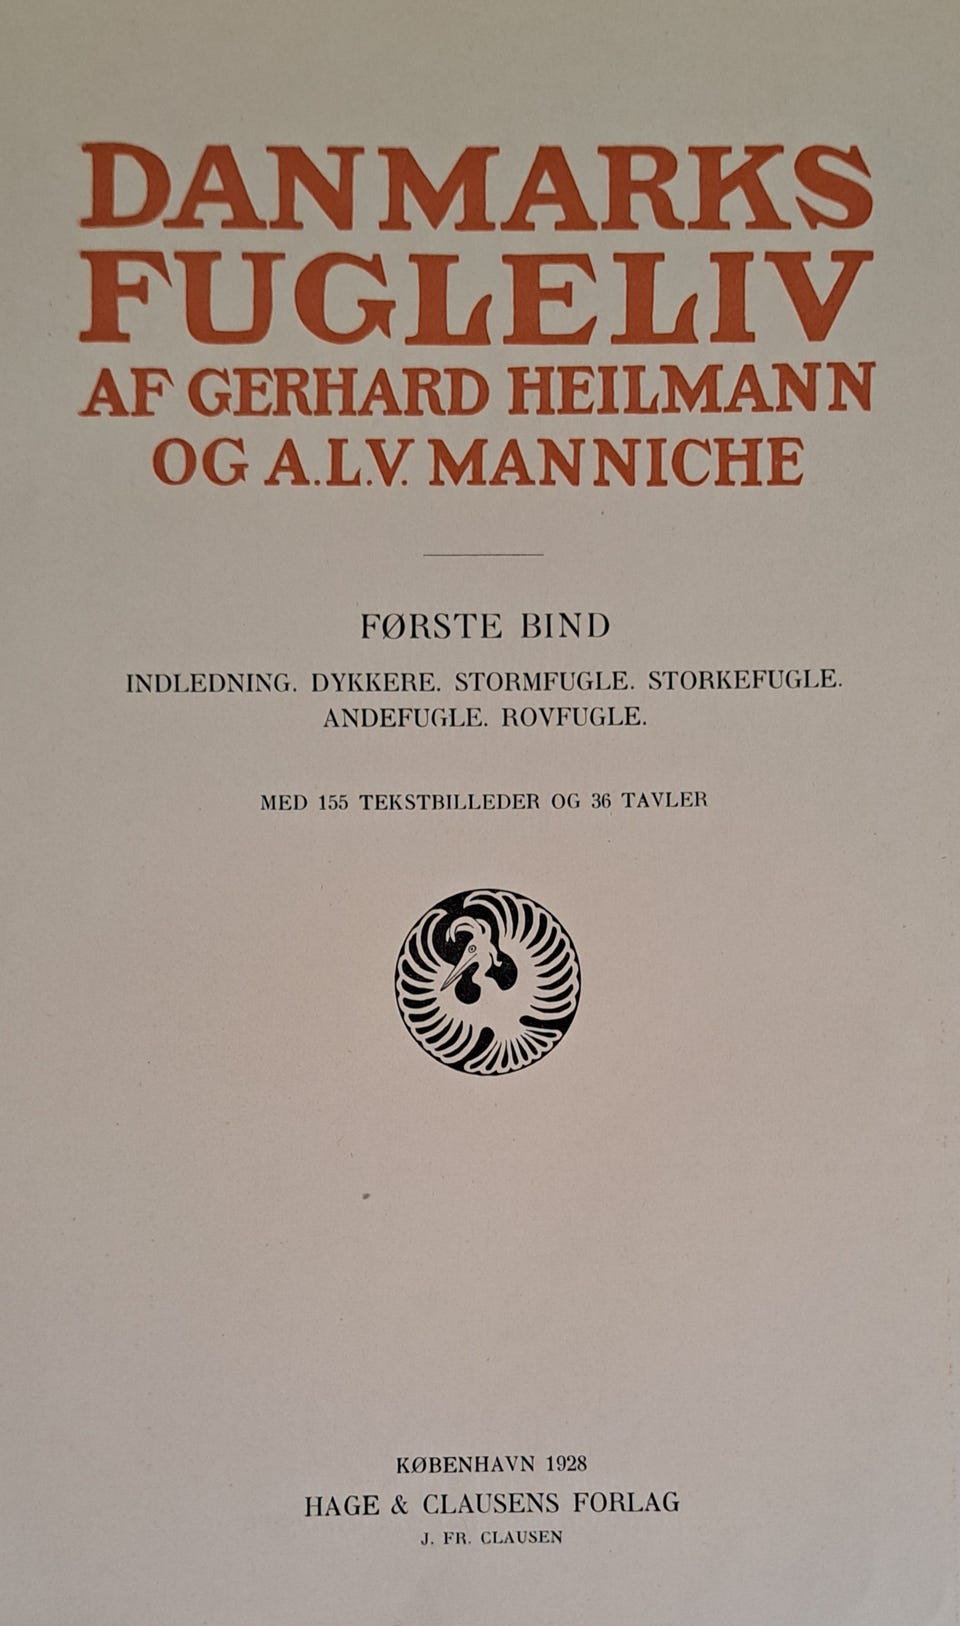 DANMARKS
FUGLELIV
AF GERHARD HEILMANN
OG A.L.V. MANNICHE
FØRSTE BIND
INDLEDNING. DYKKERE. STORMFUGLE. STORKEFUGLE.
ANDEFUGLE. ROVFUGLE.
MED 155 TEKSTBILLEDER OG 36 TAVLER
KØBENHAVN 1928
HAGE & CLAUSENS FORLAG
J. FR. CLAUSEN